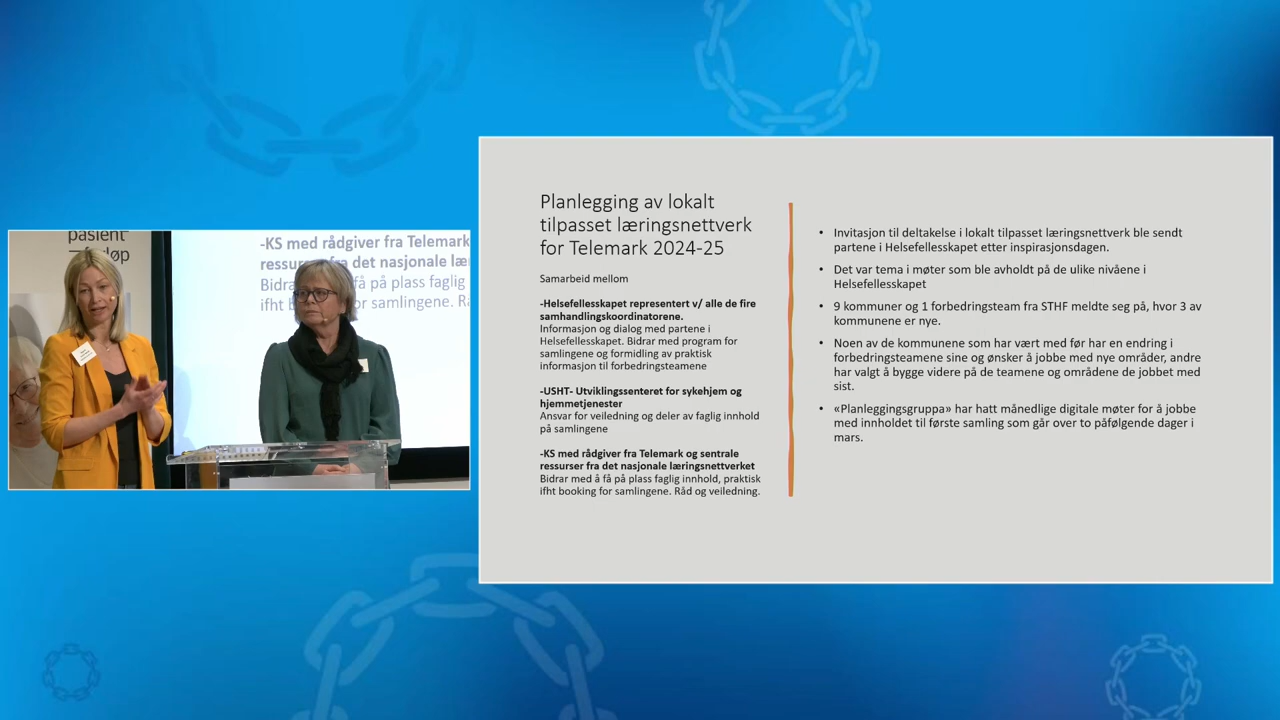 pasient
forløp
-KS med rådgiver fra Telemark
ressurser fra det nasjonale læ
Bidra å få på plass faglig
ifht b or samlingene. Rå
Planlegging av lokalt
tilpasset læringsnettverk
for Telemark 2024-25
Samarbeid mellom
-Helsefellesskapet representert v/ alle de fire
samhandlingskoordinatorene.
Informasjon og dialog med partene i
Helsefellesskapet. Bidrar med program for
samlingene og formidling av praktisk
informasjon til forbedringsteamene
-USHT- Utviklingssenteret for sykehjem og
hjemmetjenester
Ansvar for veiledning og deler av faglig innhold
på samlingene
-KS med rådgiver fra Telemark og sentrale
ressurser fra det nasjonale læringsnettverket
Bidrar med å få på plass faglig innhold, praktisk
ifht booking for samlingene. Råd og veiledning.
• Invitasjon til deltakelse i lokalt tilpasset læringsnettverk ble sendt
partene i Helsefellesskapet etter inspirasjonsdagen.
• Det var tema i møter som ble avholdt på de ulike nivåene i
Helsefellesskapet
• 9 kommuner og 1 forbedringsteam fra STHF meldte seg på, hvor 3 av
kommunene er nye.
• Noen av de kommunene som har vært med før har en endring i
forbedringsteamene sine og ønsker å jobbe med nye områder, andre
har valgt å bygge videre på de teamene og områdene de jobbet med
sist.
• «Planleggingsgruppa» har hatt månedlige digitale møter for å jobbe
med innholdet til første samling som går over to påfølgende dager i
mars.